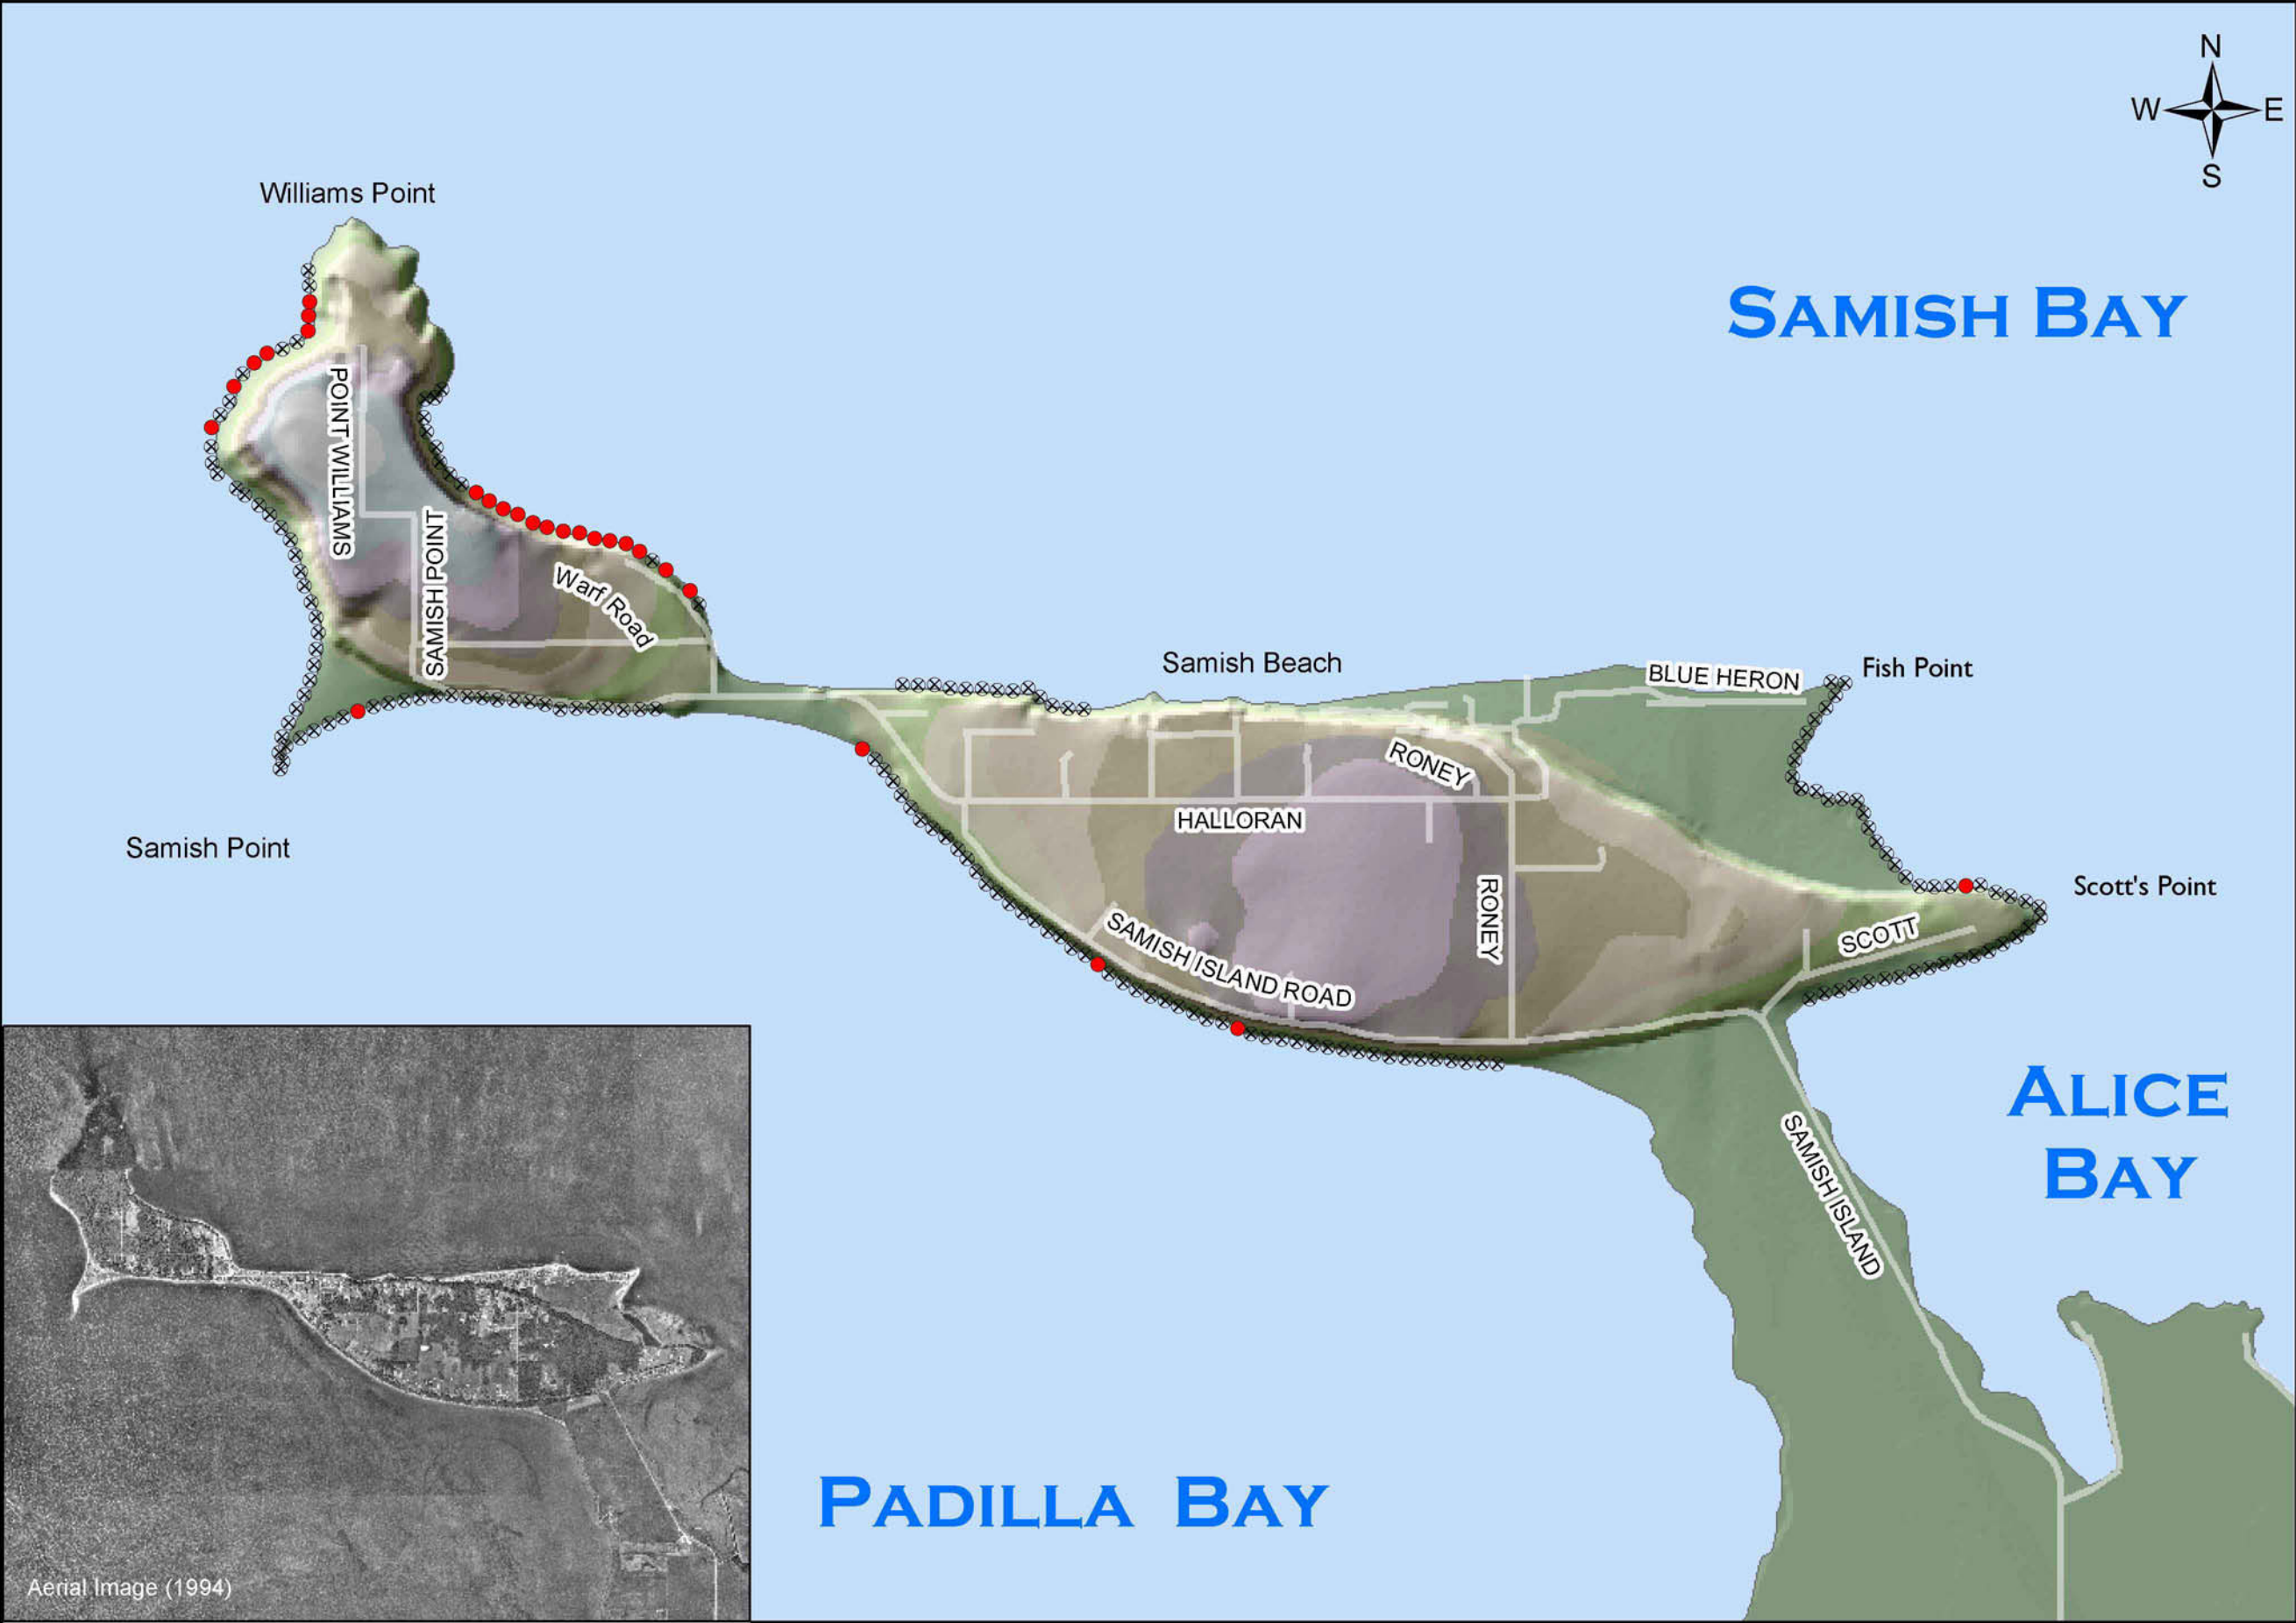 N
W E
S
Williams Point
SAMISH BAY
POINT WILLIAMS
SAMISH POINT
Warf Road
Samish Beach
BLUE HERON
Fish Point
RONEY
HALLORAN
Samish Point
RONEY
Scott's Point
SCOTT
SAMISH ISLAND ROAD
ALICE
BAY
SAMISH ISLAND
PADILLA BAY
Aerial Image (1994)